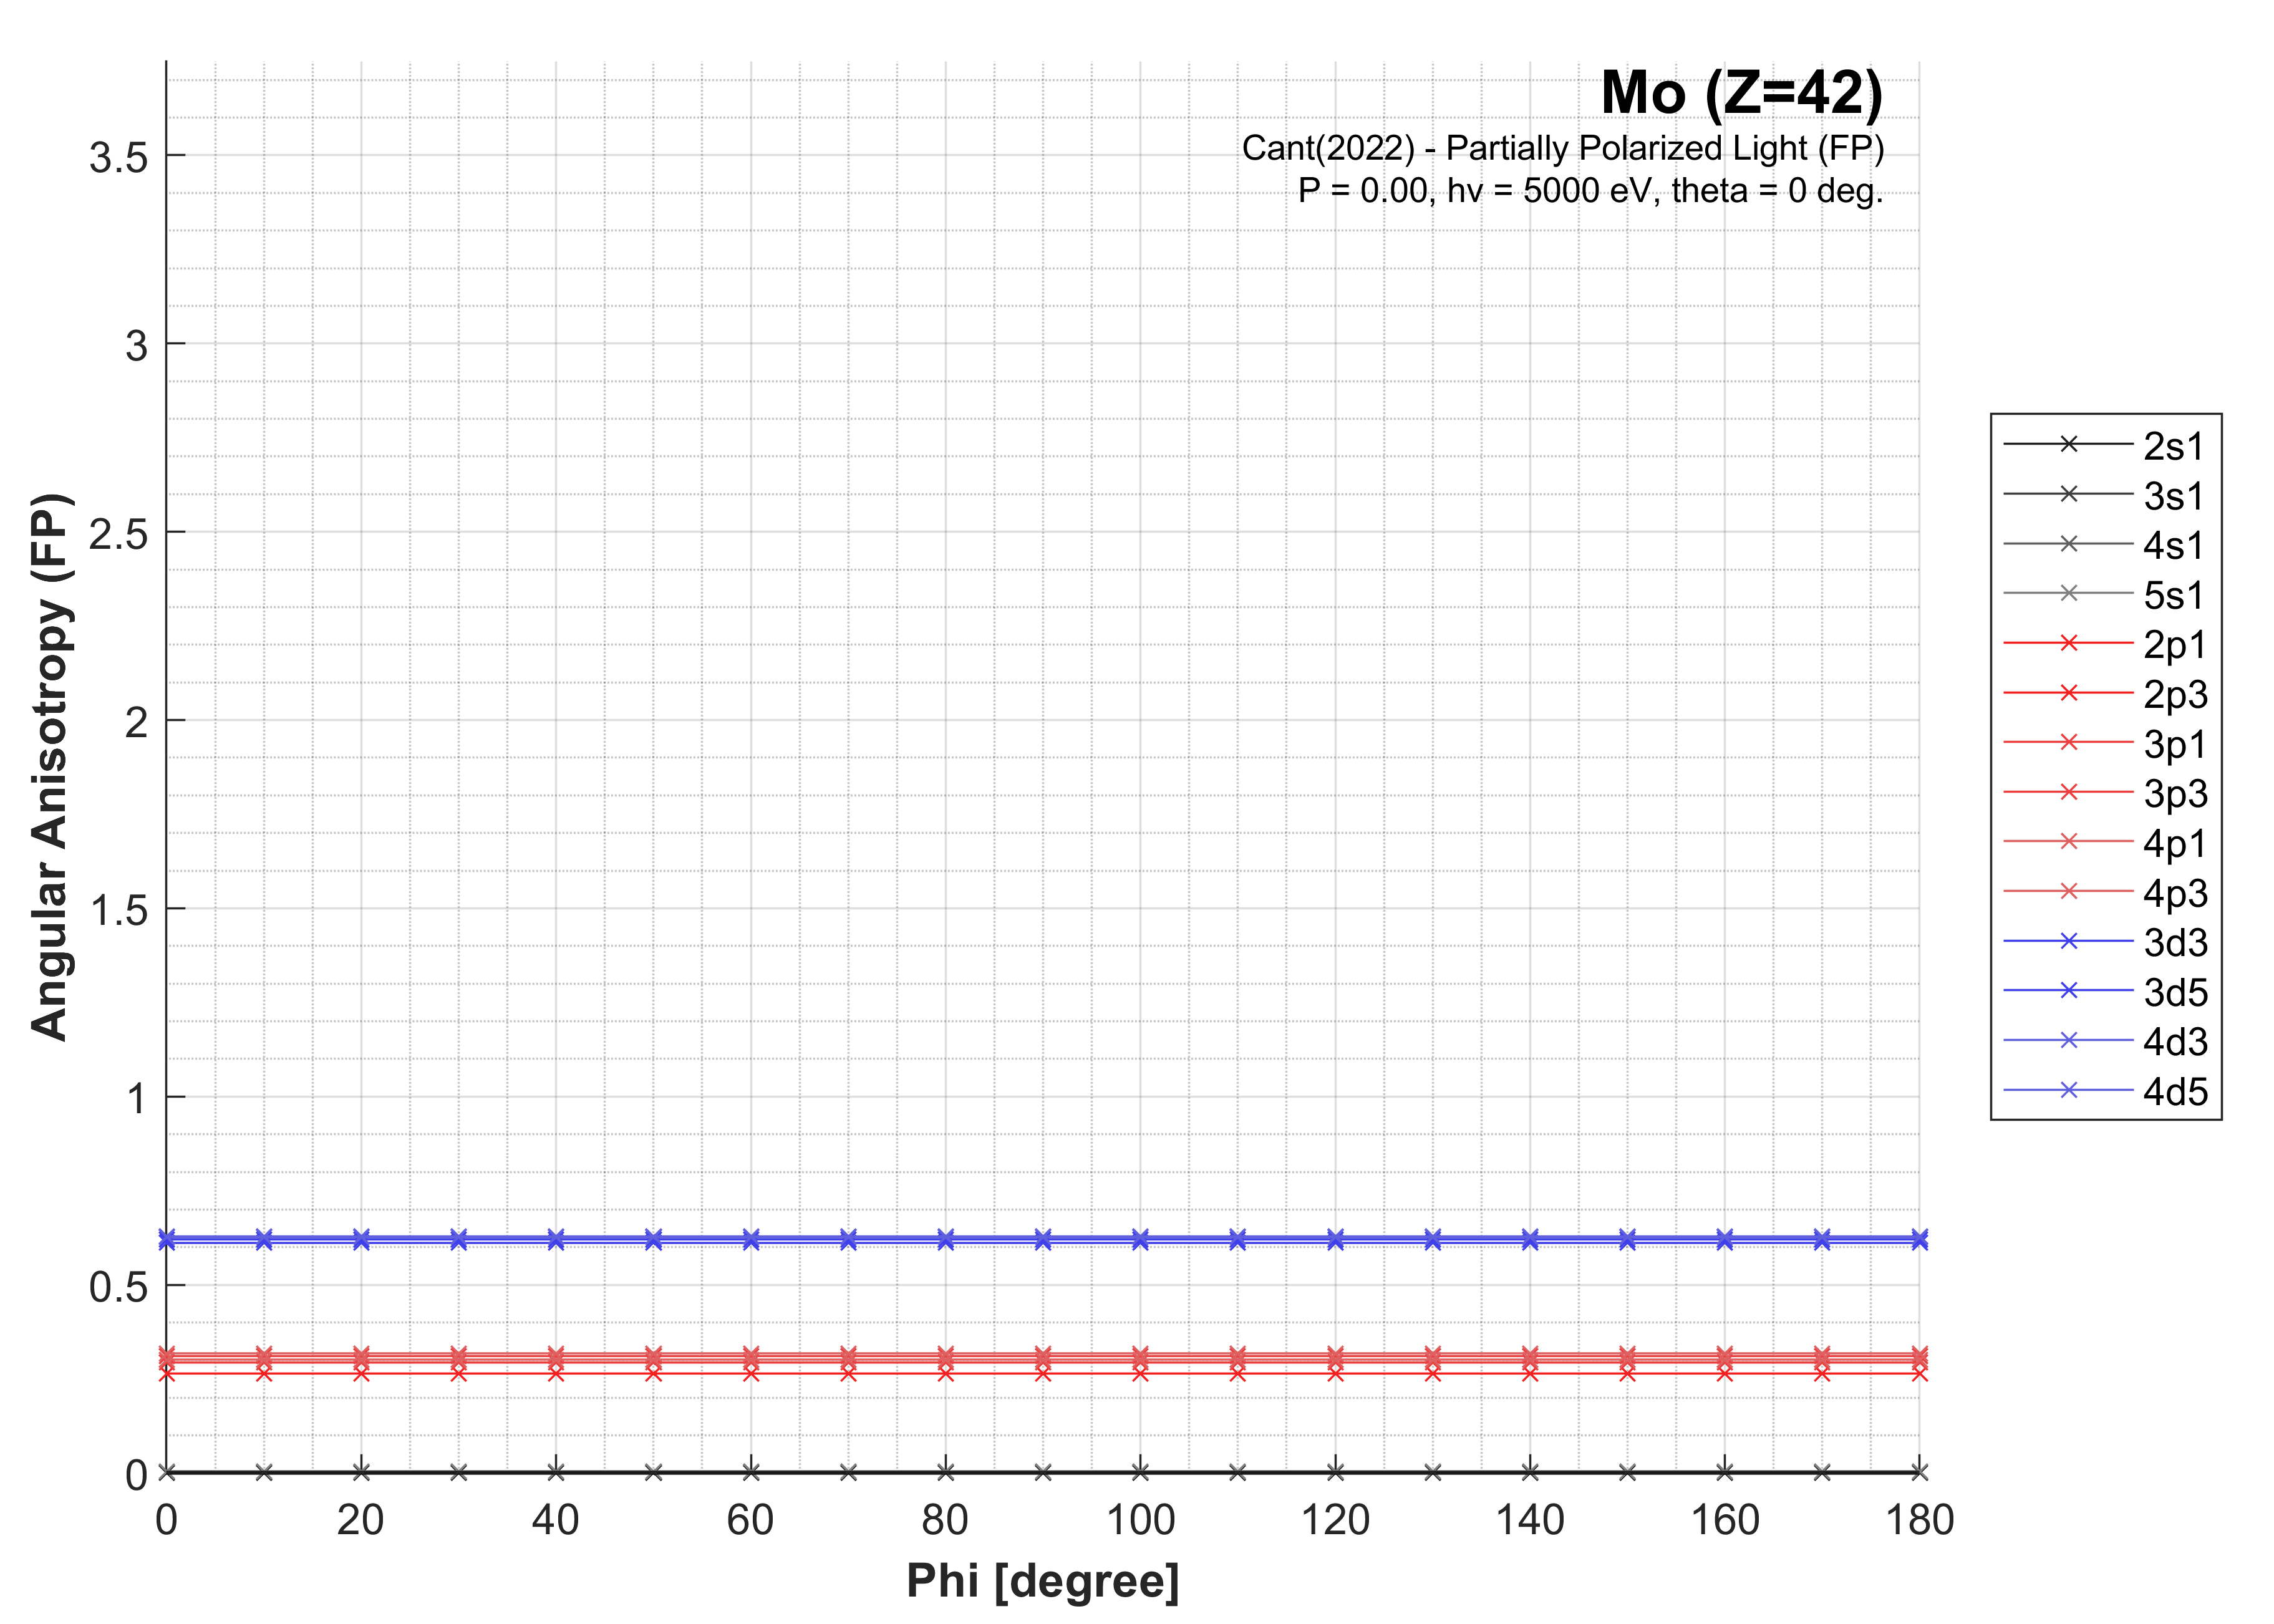 Mo (Z=42)
Cant(2022) - Partially Polarized Light (FP)
P = 0.00, hv = 5000 eV, theta = 0 deg.
Angular Anisotropy (FP)
3.5
3
2.5
2
1.5
1
0.5
0
0 20 40 60 80 100 120 140 160 180
Phi [degree]
2s1
3s1
4s1
5s1
2p1
2p3
3p1
3p3
4p1
4p3
3d3
3d5
4d3
4d5